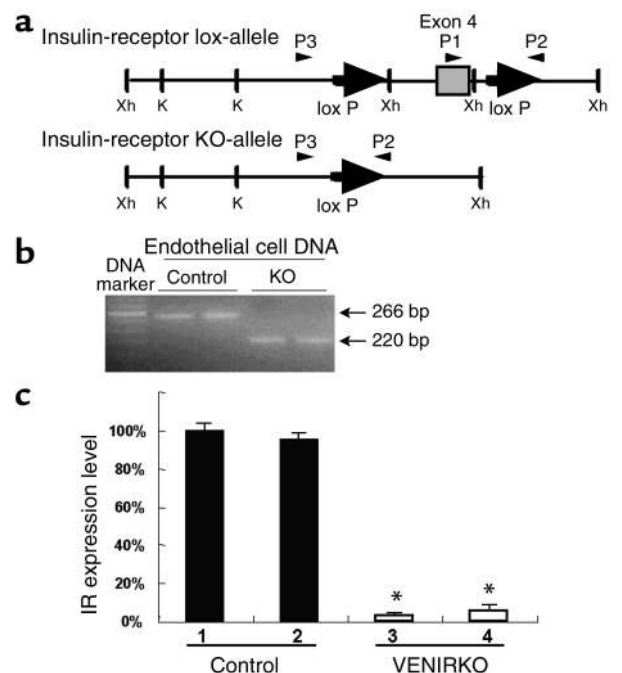 a
Exon 4
Insulin-receptor lox-allele
P3 P1 P2
Xh K K lox P Xh Xh lox P Xh
Insulin-receptor KO-allele
P3 P2
Xh K K lox P Xh
b
Endothelial cell DNA
DNA marker
Control KO
266 bp
220 bp
c
IR expression level
100%
80%
60%
40%
20%
0%
* *
1 2 3 4
Control VENIRKO